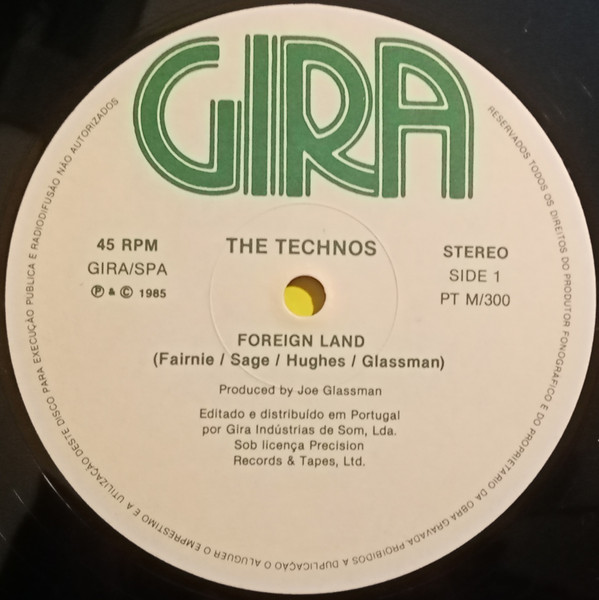 GIRA
45 RPM
GIRA/SPA
Ⓟ & © 1985
THE TECHNOS
STEREO
SIDE 1
PT M/300
FOREIGN LAND
(Fairnie / Sage / Hughes / Glassman)
Produced by Joe Glassman
Editado e distribuído em Portugal
por Gira Indústrias de Som, Lda.
Sob licença Precision
Records & Tapes, Ltd.
RESERVADOS TODOS OS DIREITOS DO PRODUTOR FONOGRAFICO E DO PROPRIETARIO DA OBRA GRAVADA PROIBIDOS A DUPLICAÇÃO O ALUGUER O EMPRESTIMO E A UTILIZAÇÃO DESTE DISCO PARA EXECUÇÃO PUBLICA E RADIODIFUSÃO NÃO AUTORIZADOS